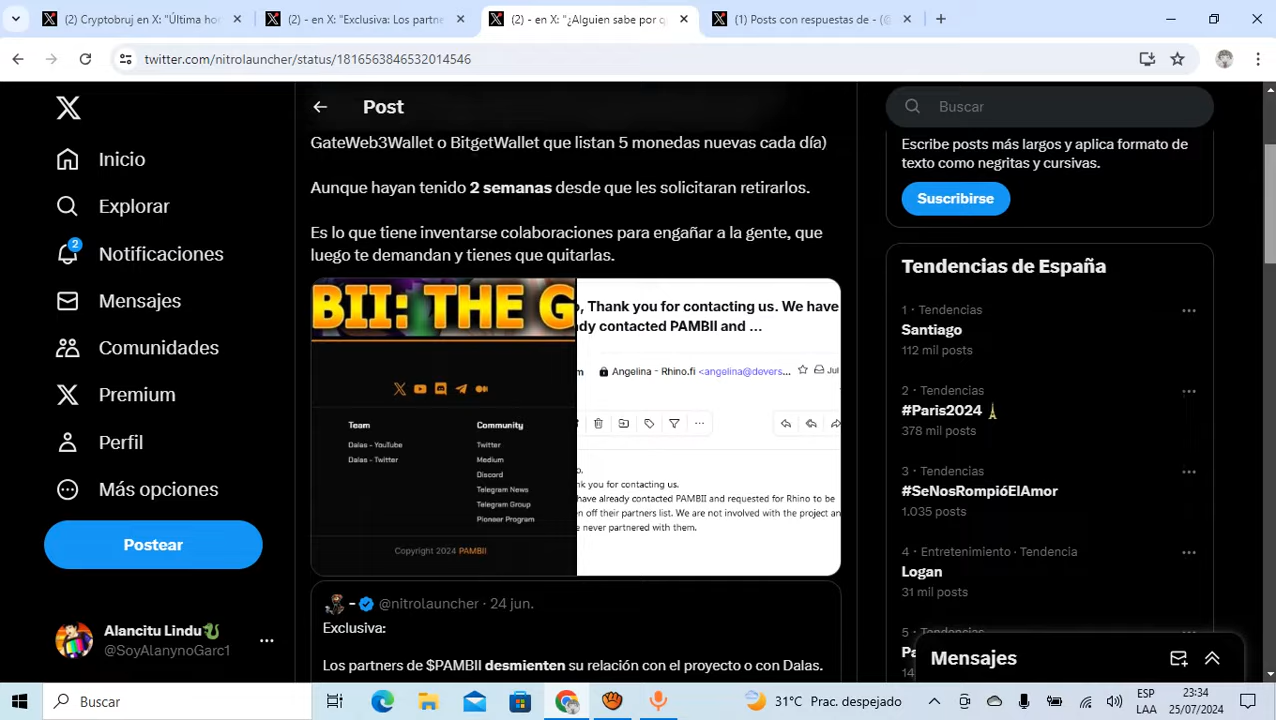 (2) Cryptobruj en X: "Última ho
(2) - en X: "Exclusiva: Los partne
(2) - en X: "¿Alguien sabe por q
(1) Posts con respuestas de - (@
twitter.com/nitrolauncher/status/1816563846532014546
Inicio
Explorar
2
Notificaciones
Mensajes
Comunidades
Premium
Perfil
Más opciones
Postear
Alancitu Lindu
@SoyAlanynoGarc1
Post
GateWeb3Wallet o BitgetWallet que listan 5 monedas nuevas cada día)
Aunque hayan tenido 2 semanas desde que les solicitaran retirarlos.
Es lo que tiene inventarse colaboraciones para engañar a la gente, que
luego te demandan y tienes que quitarlas.
BII: THE G
Team
Dalas - YouTube
Dalas - Twitter
Community
Twitter
Medium
Discord
Telegram News
Telegram Group
Pioneer Program
Copyright 2024 PAMBII
o, Thank you for contacting us. We have
dy contacted PAMBII and ...
m
Angelina - Rhino.fi <angelina@devers... Jul
o,
nk you for contacting us.
have already contacted PAMBII and requested for Rhino to be
en off their partners list. We are not involved with the project an
e never partnered with them.
- @nitrolauncher · 24 jun.
Exclusiva:
Los partners de $PAMBII desmienten su relación con el proyecto o con Dalas.
Buscar
Escribe posts más largos y aplica formato de
texto como negritas y cursivas.
Suscribirse
Tendencias de España
1 · Tendencias
Santiago
112 mil posts
2 · Tendencias
#Paris2024
378 mil posts
3 · Tendencias
#SeNosRompióElAmor
1.035 posts
4 · Entretenimiento · Tendencia
Logan
31 mil posts
5 · Tendencias
Mensajes
Buscar
31°C Prac. despejado
ESP
LAA
23:34
25/07/2024